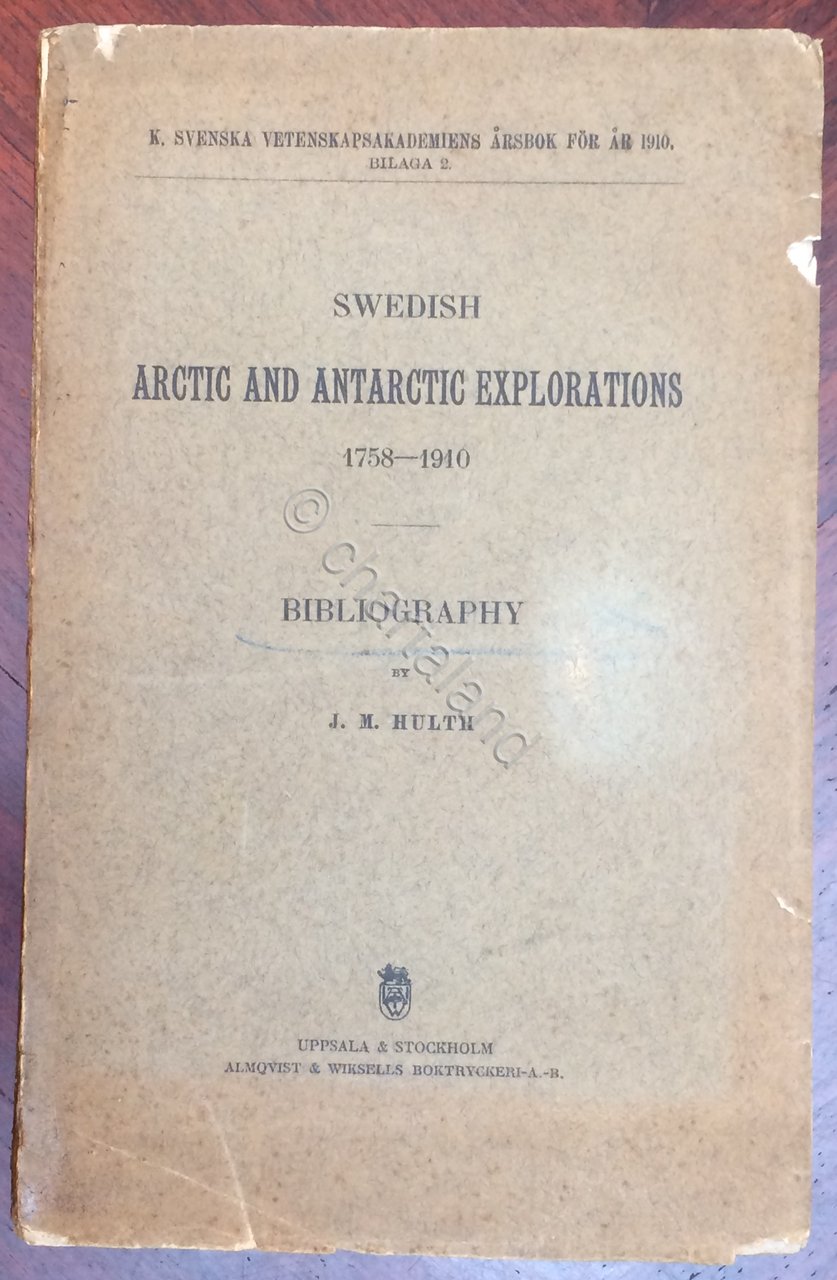 K. SVENSKA VETENSKAPSAKADEMIENS ÅRSBOK FÖR ÅR 1910.
BILAGA 2.
SWEDISH
ARCTIC AND ANTARCTIC EXPLORATIONS
1758—1910
BIBLIOGRAPHY
BY
J. M. HULTH
© chartaland
UPPSALA & STOCKHOLM
ALMQVIST & WIKSELLS BOKTRYCKERI-A.-B.